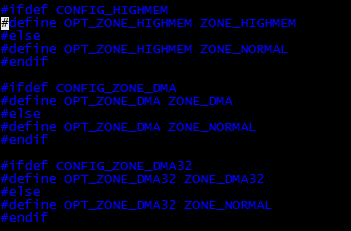 #ifdef CONFIG_HIGHMEM
#define OPT_ZONE_HIGHMEM ZONE_HIGHMEM
#else
#define OPT_ZONE_HIGHMEM ZONE_NORMAL
#endif
#ifdef CONFIG_ZONE_DMA
#define OPT_ZONE_DMA ZONE_DMA
#else
#define OPT_ZONE_DMA ZONE_NORMAL
#endif
#ifdef CONFIG_ZONE_DMA32
#define OPT_ZONE_DMA32 ZONE_DMA32
#else
#define OPT_ZONE_DMA32 ZONE_NORMAL
#endif